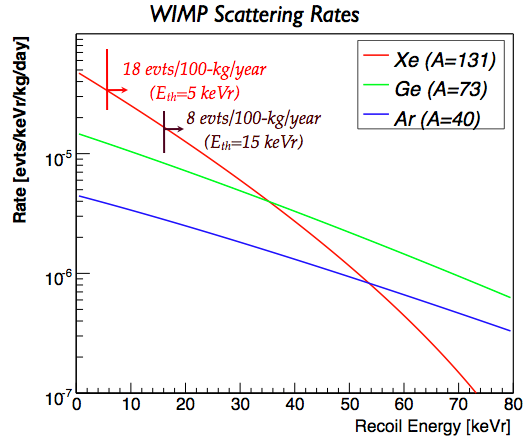 WIMP Scattering Rates
Rate [evts/keVr/kg/day]
10⁻⁵
10⁻⁶
10⁻⁷
18 evts/100-kg/year
(Eth=5 keVr)
8 evts/100-kg/year
(Eth=15 keVr)
Xe (A=131)
Ge (A=73)
Ar (A=40)
0 10 20 30 40 50 60 70 80
Recoil Energy [keVr]